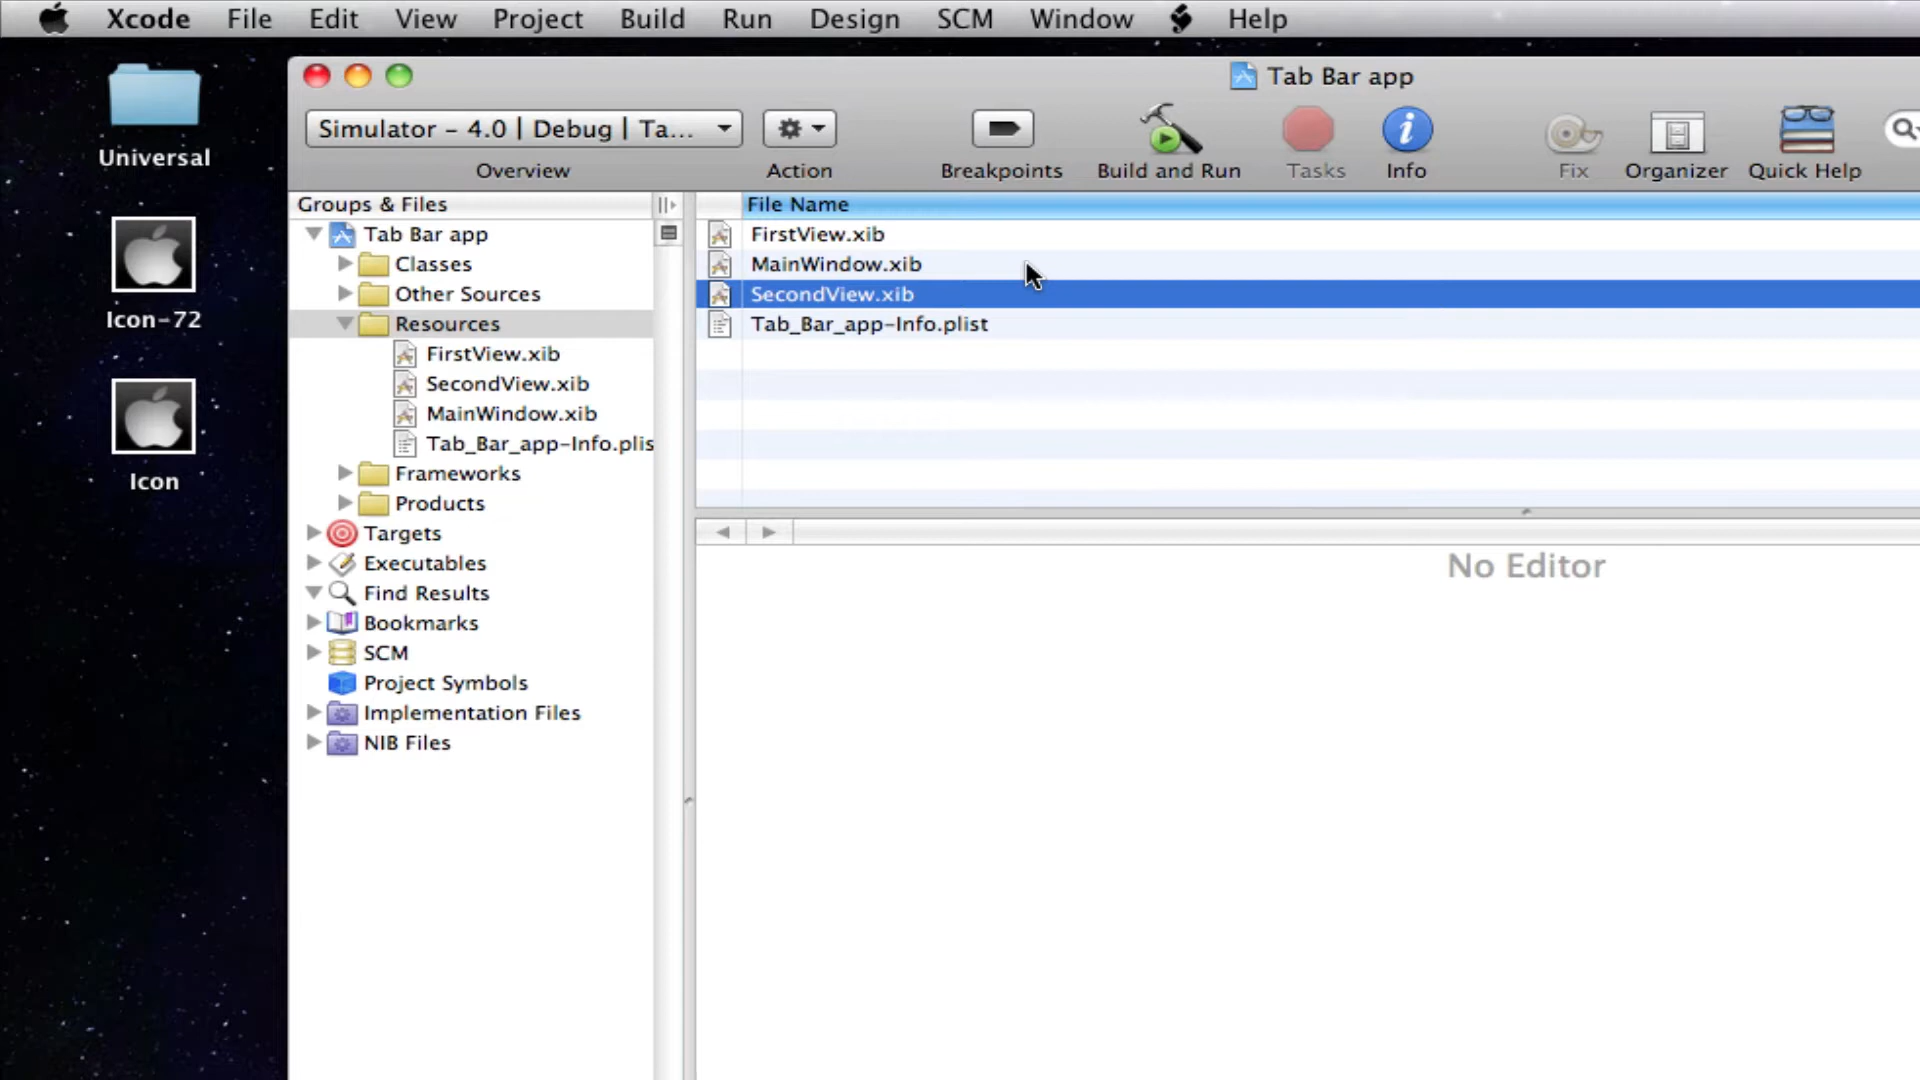 Xcode File Edit View Project Build Run Design SCM Window Help
Tab Bar app
Universal
Icon-72
Icon
Simulator - 4.0 | Debug | Ta...
Overview Action Breakpoints Build and Run Tasks Info Fix Organizer Quick Help
Groups & Files
Tab Bar app
Classes
Other Sources
Resources
FirstView.xib
SecondView.xib
MainWindow.xib
Tab_Bar_app-Info.plis
Frameworks
Products
Targets
Executables
Find Results
Bookmarks
SCM
Project Symbols
Implementation Files
NIB Files
File Name
FirstView.xib
MainWindow.xib
SecondView.xib
Tab_Bar_app-Info.plist
No Editor